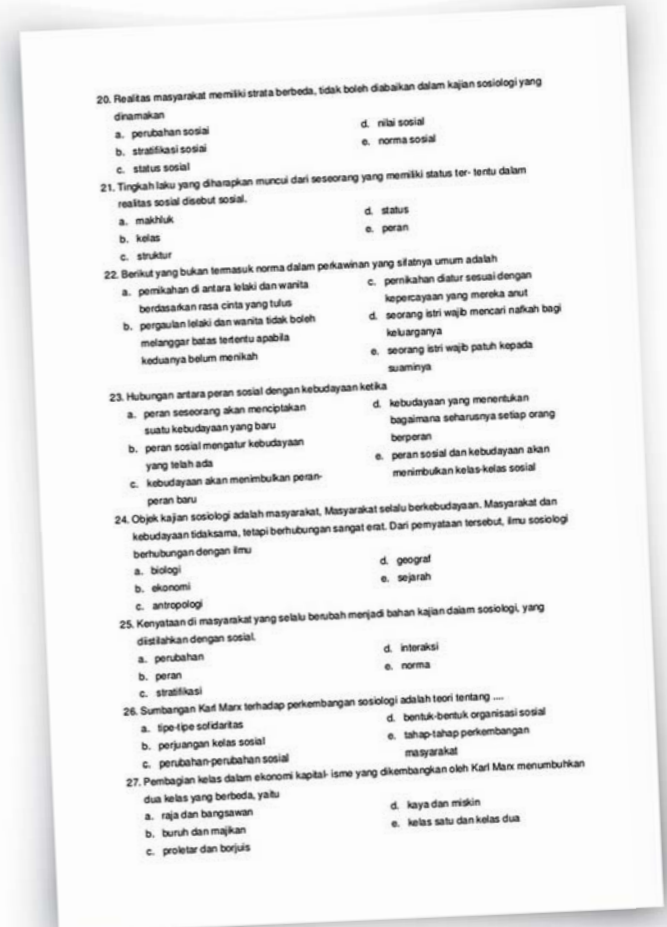 20. Realitas masyarakat memiliki strata berbeda, tidak boleh diabaikan dalam kajian sosiologi yang
dinamakan
a. perubahan sosiai
b. stratifikasi sosiai
c. status sosial
d. nilai sosial
e. norma sosial
21. Tingkah laku yang diharapkan muncui dari seseorang yang memiliki status ter- tentu dalam
realitas sosial disebut sosial.
a. makhluk
b. kelas
c. struktur
d. status
e. peran
22. Berikut yang bukan termasuk norma dalam perkawinan yang sifatnya umum adalah
a. pernikahan di antara lelaki dan wanita
berdasarkan rasa cinta yang tulus
b. pergaulan lelaki dan wanita tidak boleh
melanggar batas tertentu apabila
keduanya belum menikah
c. pernikahan diatur sesuai dengan
kepercayaan yang mereka anut
d. seorang istri wajib mencari nafkah bagi
keluarganya
e. seorang istri wajib patuh kepada
suaminya
23. Hubungan antara peran sosial dengan kebudayaan ketika
a. peran seseorang akan menciptakan
suatu kebudayaan yang baru
b. peran sosial mengatur kebudayaan
yang telah ada
c. kebudayaan akan menimbulkan peran-
peran baru
d. kebudayaan yang menentukan
bagaimana seharusnya setiap orang
berperan
e. peran sosial dan kebudayaan akan
menimbulkan kelas-kelas sosial
24. Objek kajian sosiologi adalah masyarakat, Masyarakat selalu berkebudayaan. Masyarakat dan
kebudayaan tidaksama, tetapi berhubungan sangat erat. Dari pernyataan tersebut, ilmu sosiologi
berhubungan dengan ilmu
a. biologi
b. ekonomi
c. antropologi
d. geograf
e. sejarah
25. Kenyataan di masyarakat yang selalu berubah menjadi bahan kajian daiam sosiologi, yang
diistilahkan dengan sosial.
a. perubahan
b. peran
c. stratifikasi
d. interaksi
e. norma
26. Sumbangan Karl Marx terhadap perkembangan sosiologi adalah teori tentang ....
a. tipe-tipe sofidaritas
b. perjuangan kelas sosial
c. perubahan-perubahan sosial
d. bentuk-bentuk organisasi sosial
e. tahap-tahap perkembangan
masyarakat
27. Pembagian kelas dalam ekonomi kapital- isme yang dikembangkan oleh Karl Marx menumbuhkan
dua kelas yang berbeda, yaitu
a. raja dan bangsawan
b. buruh dan majikan
c. proletar dan borjuis
d. kaya dan miskin
e. kelas satu dan kelas dua